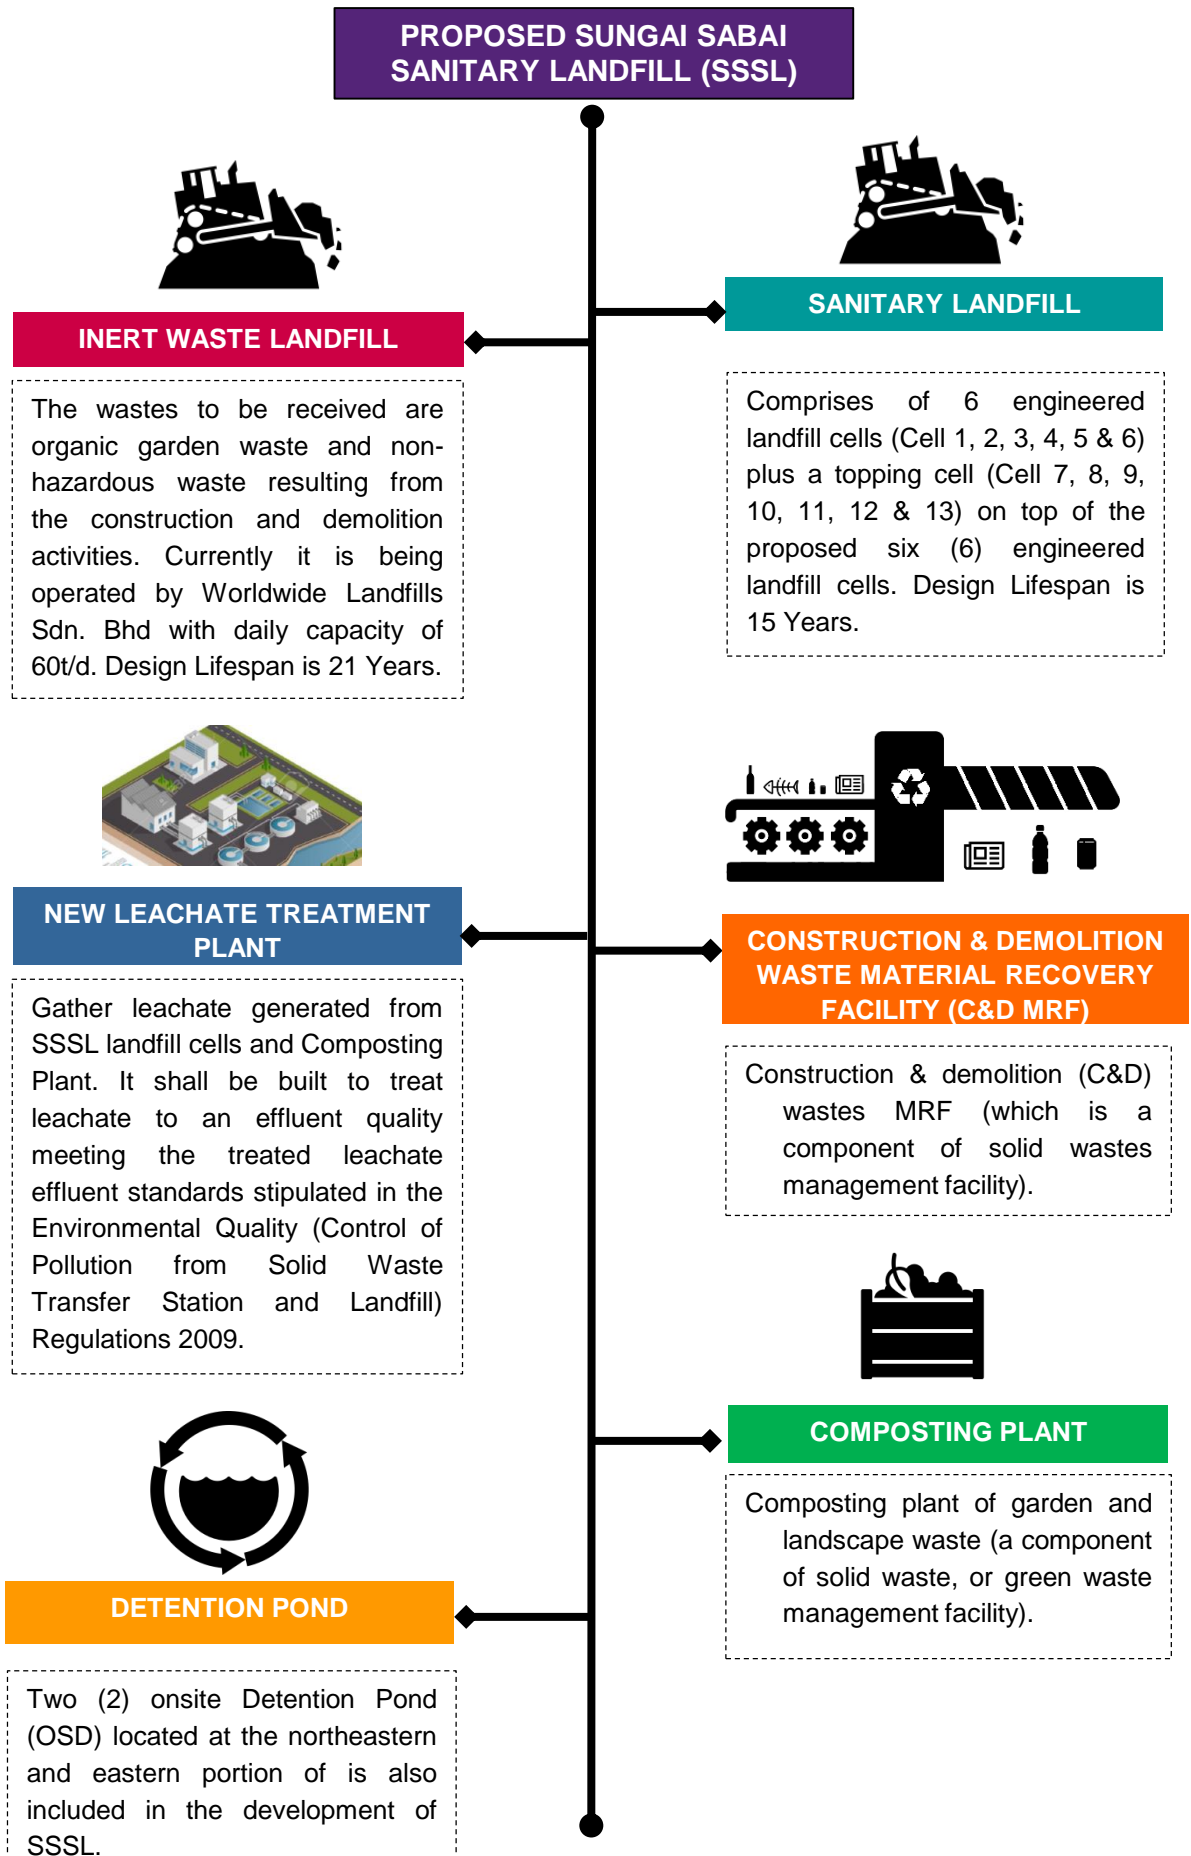 PROPOSED SUNGAI SABAI
SANITARY LANDFILL (SSSL)
INERT WASTE LANDFILL
The wastes to be received are
organic garden waste and non-
hazardous waste resulting from
the construction and demolition
activities. Currently it is being
operated by Worldwide Landfills
Sdn. Bhd with daily capacity of
60t/d. Design Lifespan is 21 Years.
SANITARY LANDFILL
Comprises of 6 engineered
landfill cells (Cell 1, 2, 3, 4, 5 & 6)
plus a topping cell (Cell 7, 8, 9,
10, 11, 12 & 13) on top of the
proposed six (6) engineered
landfill cells. Design Lifespan is
15 Years.
NEW LEACHATE TREATMENT
PLANT
Gather leachate generated from
SSSL landfill cells and Composting
Plant. It shall be built to treat
leachate to an effluent quality
meeting the treated leachate
effluent standards stipulated in the
Environmental Quality (Control of
Pollution from Solid Waste
Transfer Station and Landfill)
Regulations 2009.
CONSTRUCTION & DEMOLITION
WASTE MATERIAL RECOVERY
FACILITY (C&D MRF)
Construction & demolition (C&D)
wastes MRF (which is a
component of solid wastes
management facility).
COMPOSTING PLANT
Composting plant of garden and
landscape waste (a component
of solid waste, or green waste
management facility).
DETENTION POND
Two (2) onsite Detention Pond
(OSD) located at the northeastern
and eastern portion of is also
included in the development of
SSSL.